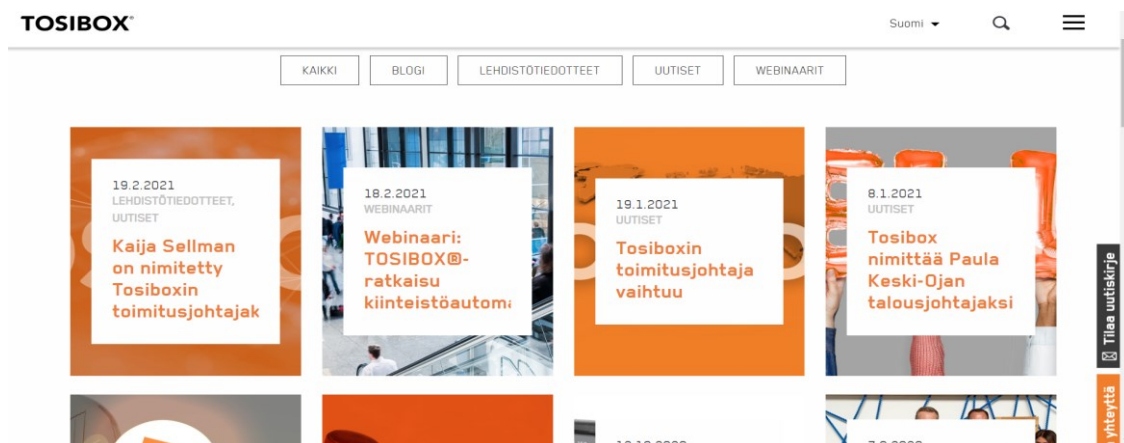 TOSIBOX®
Suomi
KAIKKI
BLOGI
LEHDISTÖTIEDOTTEET
UUTISET
WEBINAARIT
19.2.2021
LEHDISTÖTIEDOTTEET,
UUTISET
Kaija Sellman
on nimitetty
Tosiboxin
toimitusjohtajak
18.2.2021
WEBINAARIT
Webinaari:
TOSIBOX®-
ratkaisu
kiinteistöautoma
19.1.2021
UUTISET
Tosiboxin
toimitusjohtaja
vaihtuu
8.1.2021
UUTISET
Tosibox
nimittää Paula
Keski-Ojan
talousjohtajaksi
Tilaa uutiskirje
yhteyttä